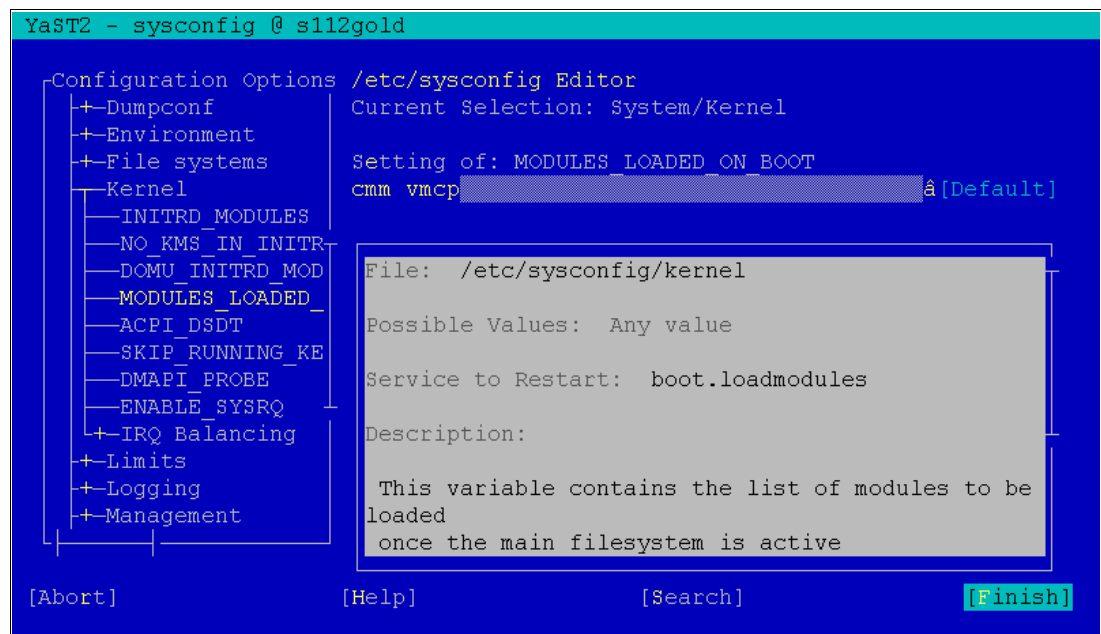 YaST2 - sysconfig @ s112gold
Configuration Options /etc/sysconfig Editor
+Dumpconf Current Selection: System/Kernel
+Environment
+File systems Setting of: MODULES_LOADED_ON_BOOT
Kernel cmm vmcp â[Default]
INITRD_MODULES
NO_KMS_IN_INITR
DOMU_INITRD_MOD File: /etc/sysconfig/kernel
MODULES_LOADED_
ACPI_DSDT Possible Values: Any value
SKIP_RUNNING_KE
DMAPI_PROBE Service to Restart: boot.loadmodules
ENABLE_SYSRQ
+IRQ Balancing Description:
+Limits
+Logging This variable contains the list of modules to be
+Management loaded
once the main filesystem is active
[Abort] [Help] [Search] [Finish]